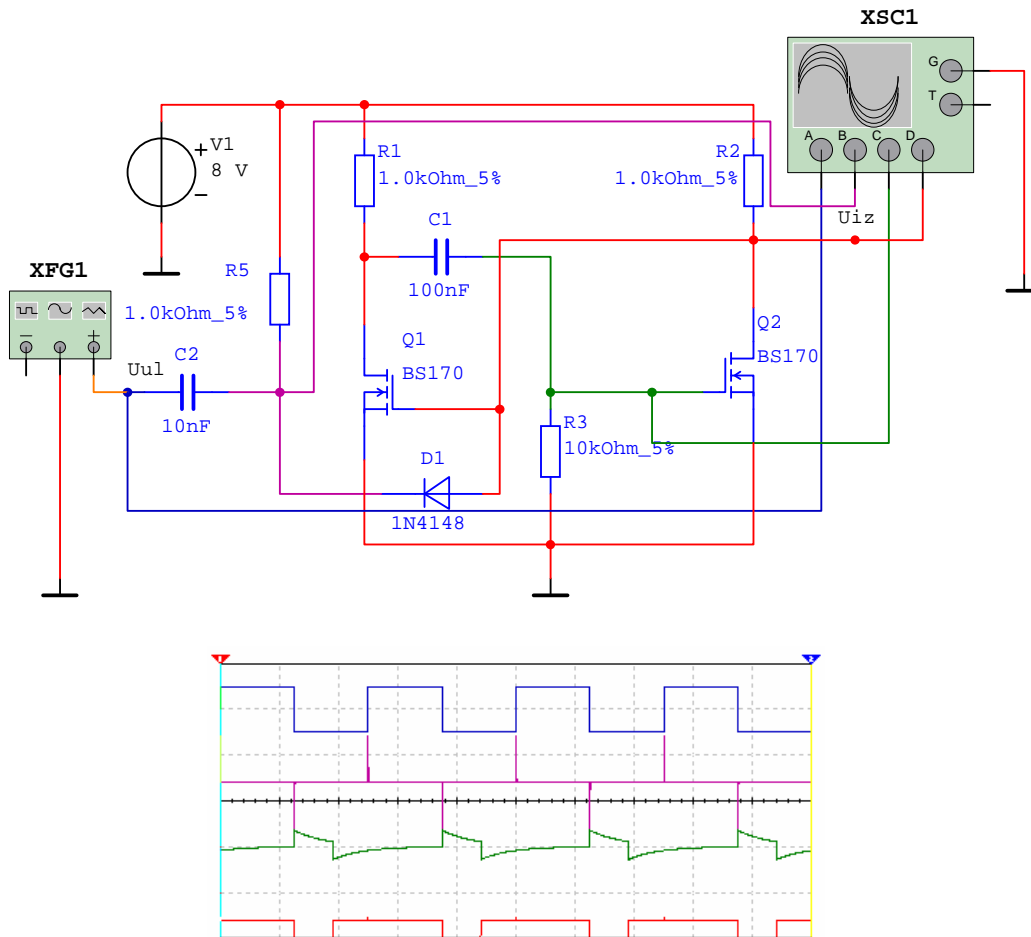 XSC1
G
T
A B C D
V1
8 V
R1
1.0kOhm_5%
R2
1.0kOhm_5%
Uiz
C1
100nF
XFG1
R5
1.0kOhm_5%
C2
Uul
10nF
Q1
BS170
Q2
BS170
R3
10kOhm_5%
D1
1N4148